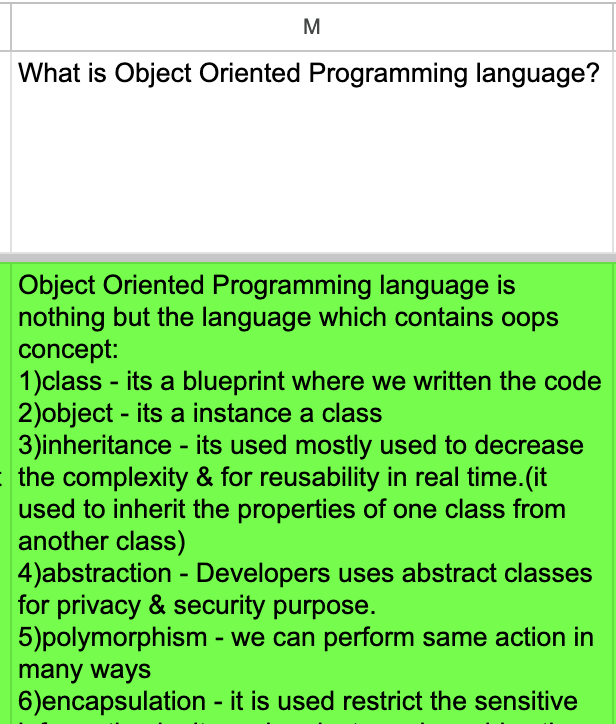 M
What is Object Oriented Programming language?
Object Oriented Programming language is
nothing but the language which contains oops
concept:
1)class - its a blueprint where we written the code
2)object - its a instance a class
3)inheritance - its used mostly used to decrease
the complexity & for reusability in real time.(it
used to inherit the properties of one class from
another class)
4)abstraction - Developers uses abstract classes
for privacy & security purpose.
5)polymorphism - we can perform same action in
many ways
6)encapsulation - it is used restrict the sensitive